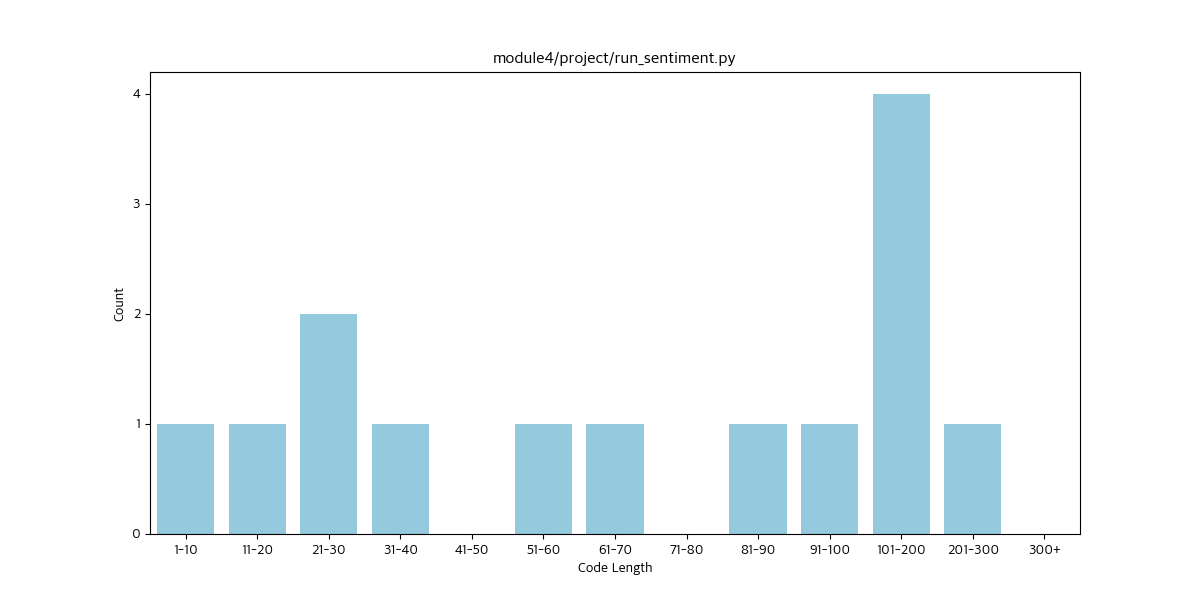 module4/project/run_sentiment.py
4
3
2
1
0
Count
1-10 11-20 21-30 31-40 41-50 51-60 61-70 71-80 81-90 91-100 101-200 201-300 300+
Code Length